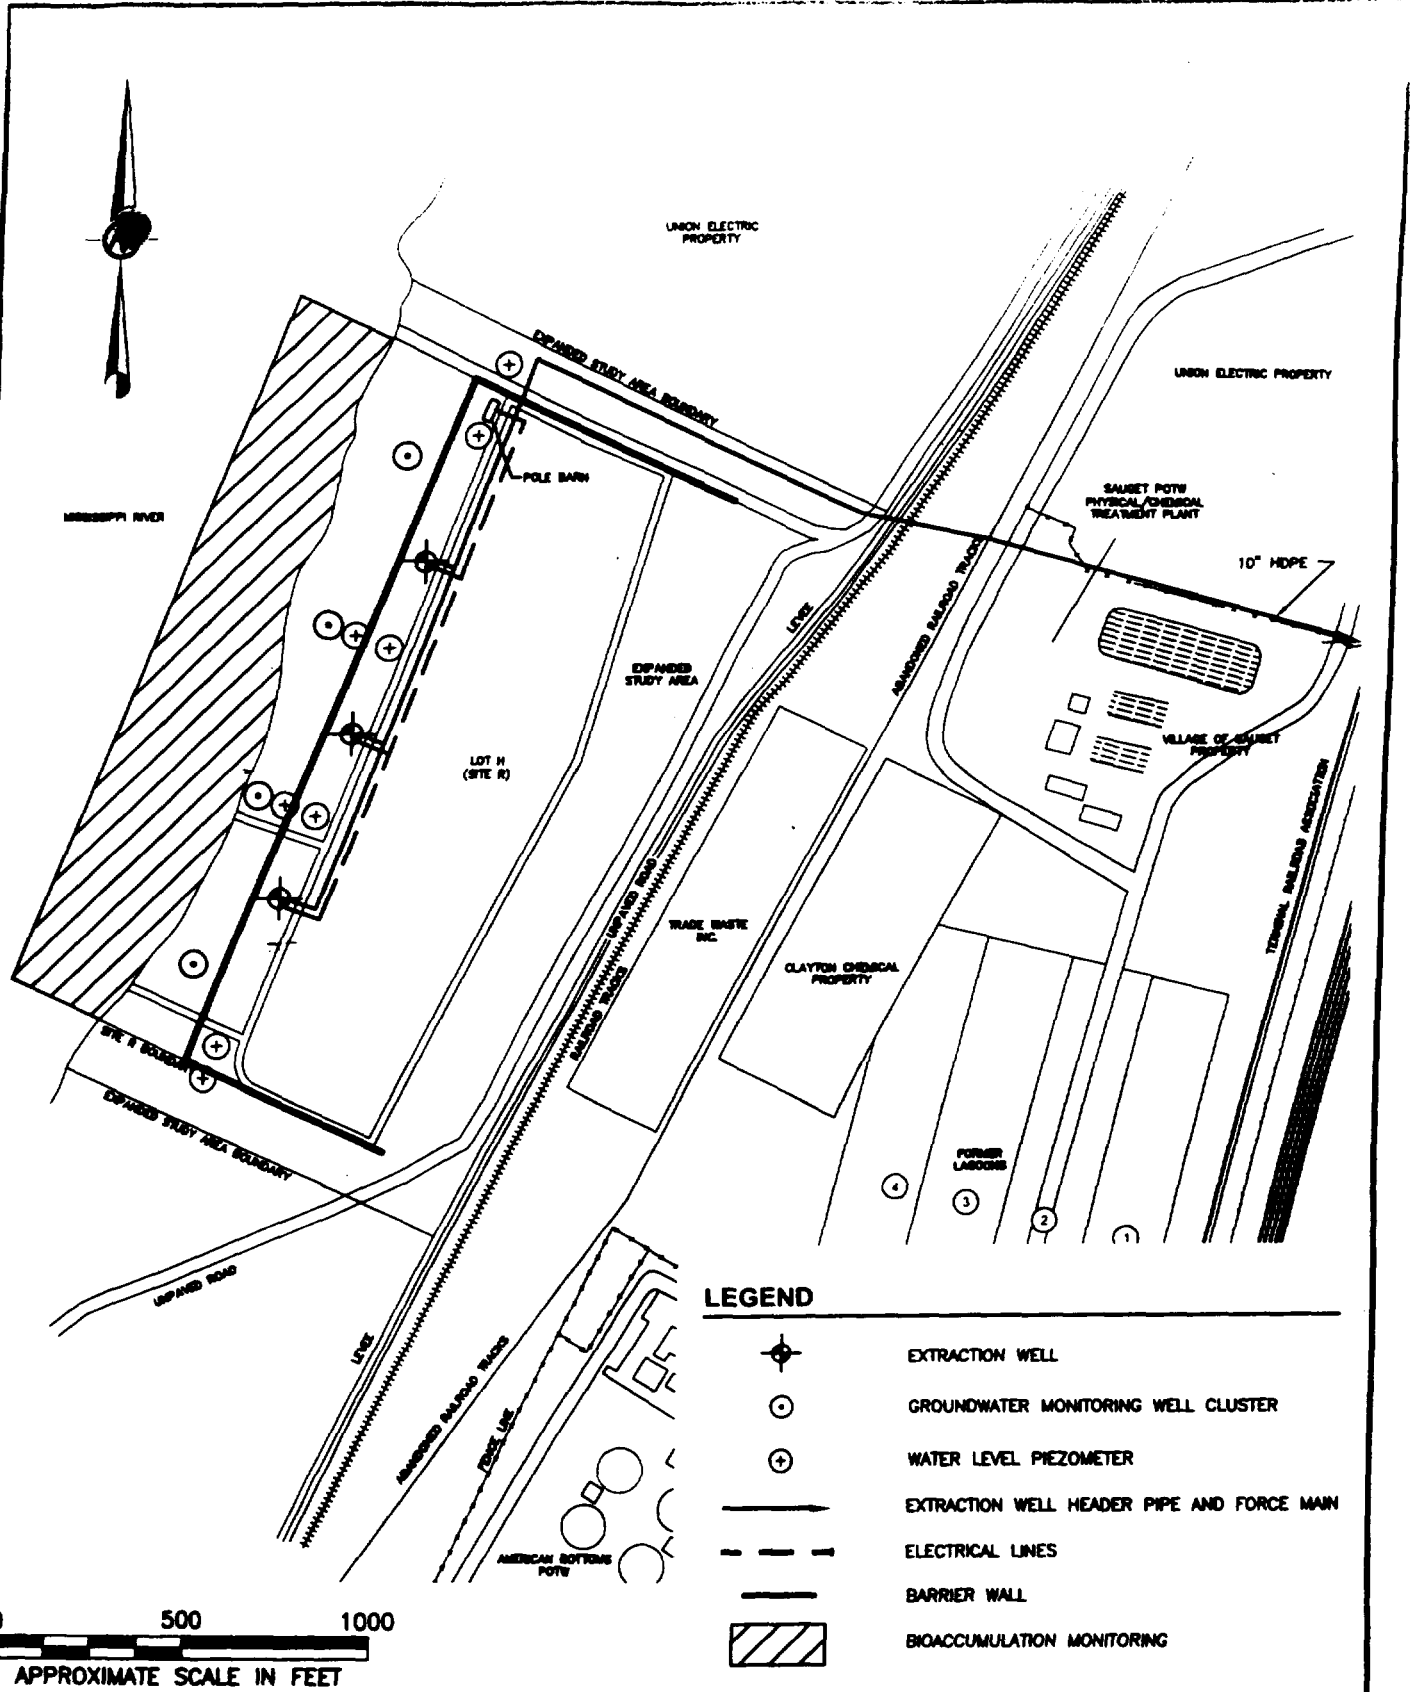 UNION ELECTRIC
PROPERTY
EXPANDED STUDY AREA BOUNDARY
UNION ELECTRIC PROPERTY
POLE BARN
MISSISSIPPI RIVER
SAUGET POTW
PHYSICAL/CHEMICAL
TREATMENT PLANT
10" HDPE
LEVEE
ABANDONED RAILROAD TRACKS
EXPANDED
STUDY AREA
LOT H
(SITE R)
VILLAGE OF SAUGET
PROPERTY
TERMINAL RAILROAD ASSOCIATION
UNPAVED ROAD
RAILROAD TRACKS
TRADE WASTE
INC.
CLAYTON CHEMICAL
PROPERTY
SITE R BOUNDARY
EXPANDED STUDY AREA BOUNDARY
FORMER
LAGOONS
4
3
2
1
UNPAVED ROAD
LEVEE
ABANDONED RAILROAD TRACKS
FENCE LINE
AMERICAN BOTTOMS
POTW
LEGEND
EXTRACTION WELL
GROUNDWATER MONITORING WELL CLUSTER
WATER LEVEL PIEZOMETER
EXTRACTION WELL HEADER PIPE AND FORCE MAIN
ELECTRICAL LINES
BARRIER WALL
BIOACCUMULATION MONITORING
500 1000
APPROXIMATE SCALE IN FEET